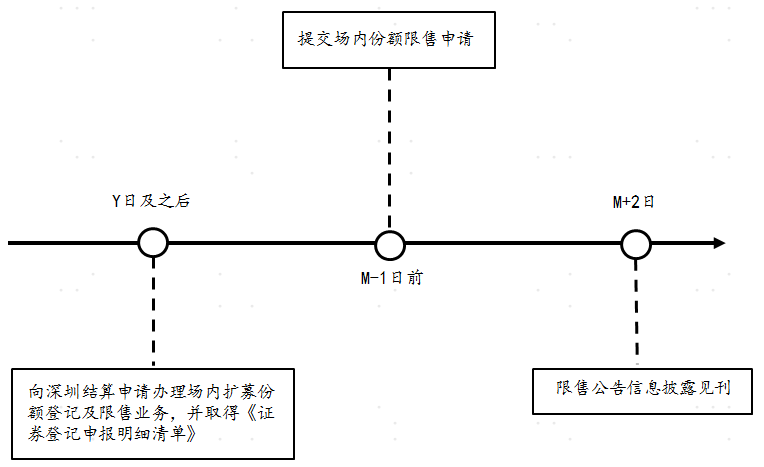 提交场内份额限售申请
Y日及之后
M+2日
M-1日前
向深圳结算申请办理场内扩募份
额登记及限售业务，并取得《证
券登记申报明细清单》
限售公告信息披露见刊